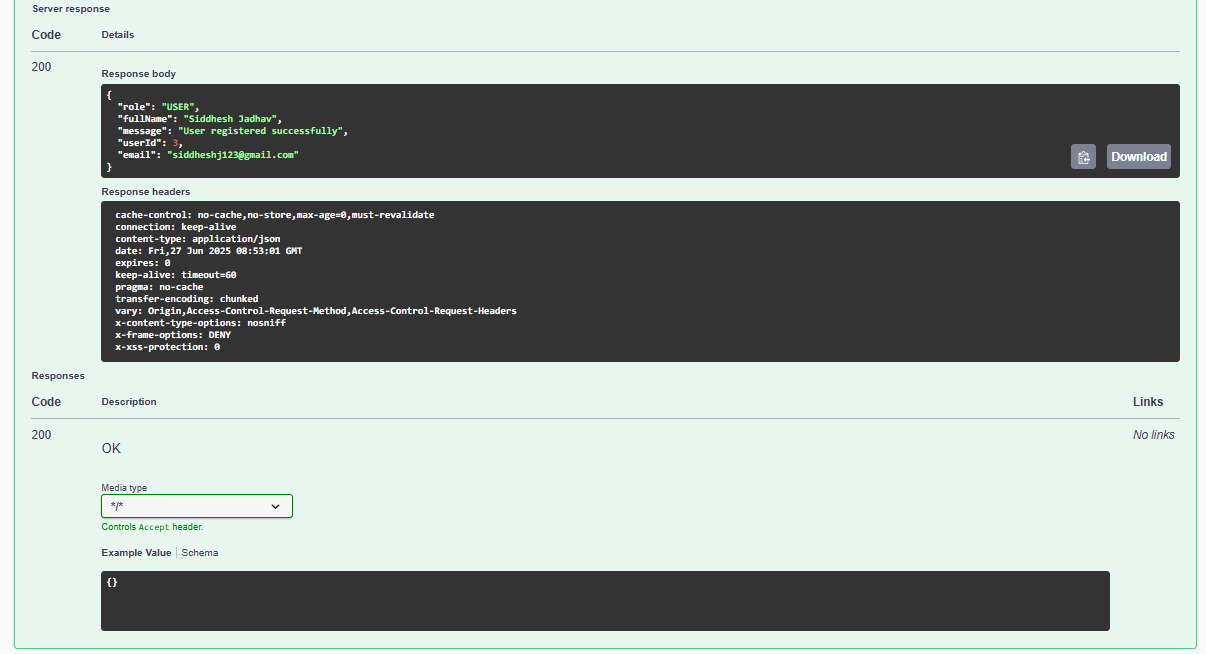 Server response
Code Details
200
Response body
{
"role": "USER",
"fullName": "Siddhesh Jadhav",
"message": "User registered successfully",
"userId": 3,
"email": "siddheshj123@gmail.com"
}
Download
Response headers
cache-control: no-cache,no-store,max-age=0,must-revalidate
connection: keep-alive
content-type: application/json
date: Fri,27 Jun 2025 08:53:01 GMT
expires: 0
keep-alive: timeout=60
pragma: no-cache
transfer-encoding: chunked
vary: Origin,Access-Control-Request-Method,Access-Control-Request-Headers
x-content-type-options: nosniff
x-frame-options: DENY
x-xss-protection: 0
Responses
Code Description Links
200 No links
OK
Media type
*/*
Controls Accept header.
Example Value Schema
{}